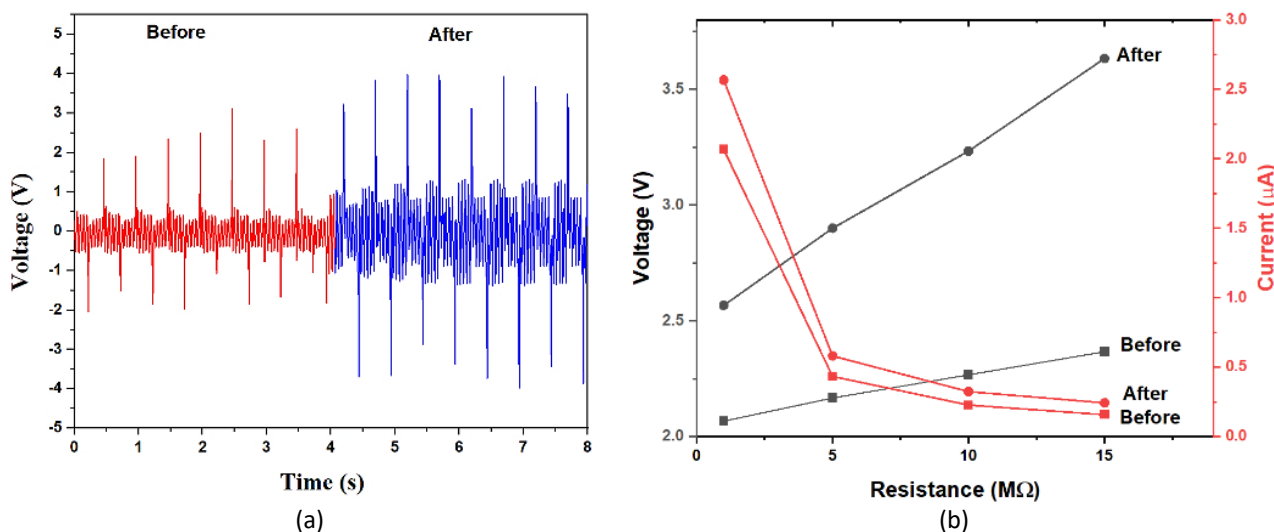 Before
After
5
4
3
2
1
0
-1
-2
-3
-4
-5
Voltage (V)
0
1
2
3
4
5
6
7
8
Time (s)
(a)
3.5
3.0
2.5
2.0
Voltage (V)
3.0
2.5
2.0
1.5
1.0
0.5
0.0
Current (μA)
After
Before
After
Before
0
5
10
15
Resistance (MΩ)
(b)